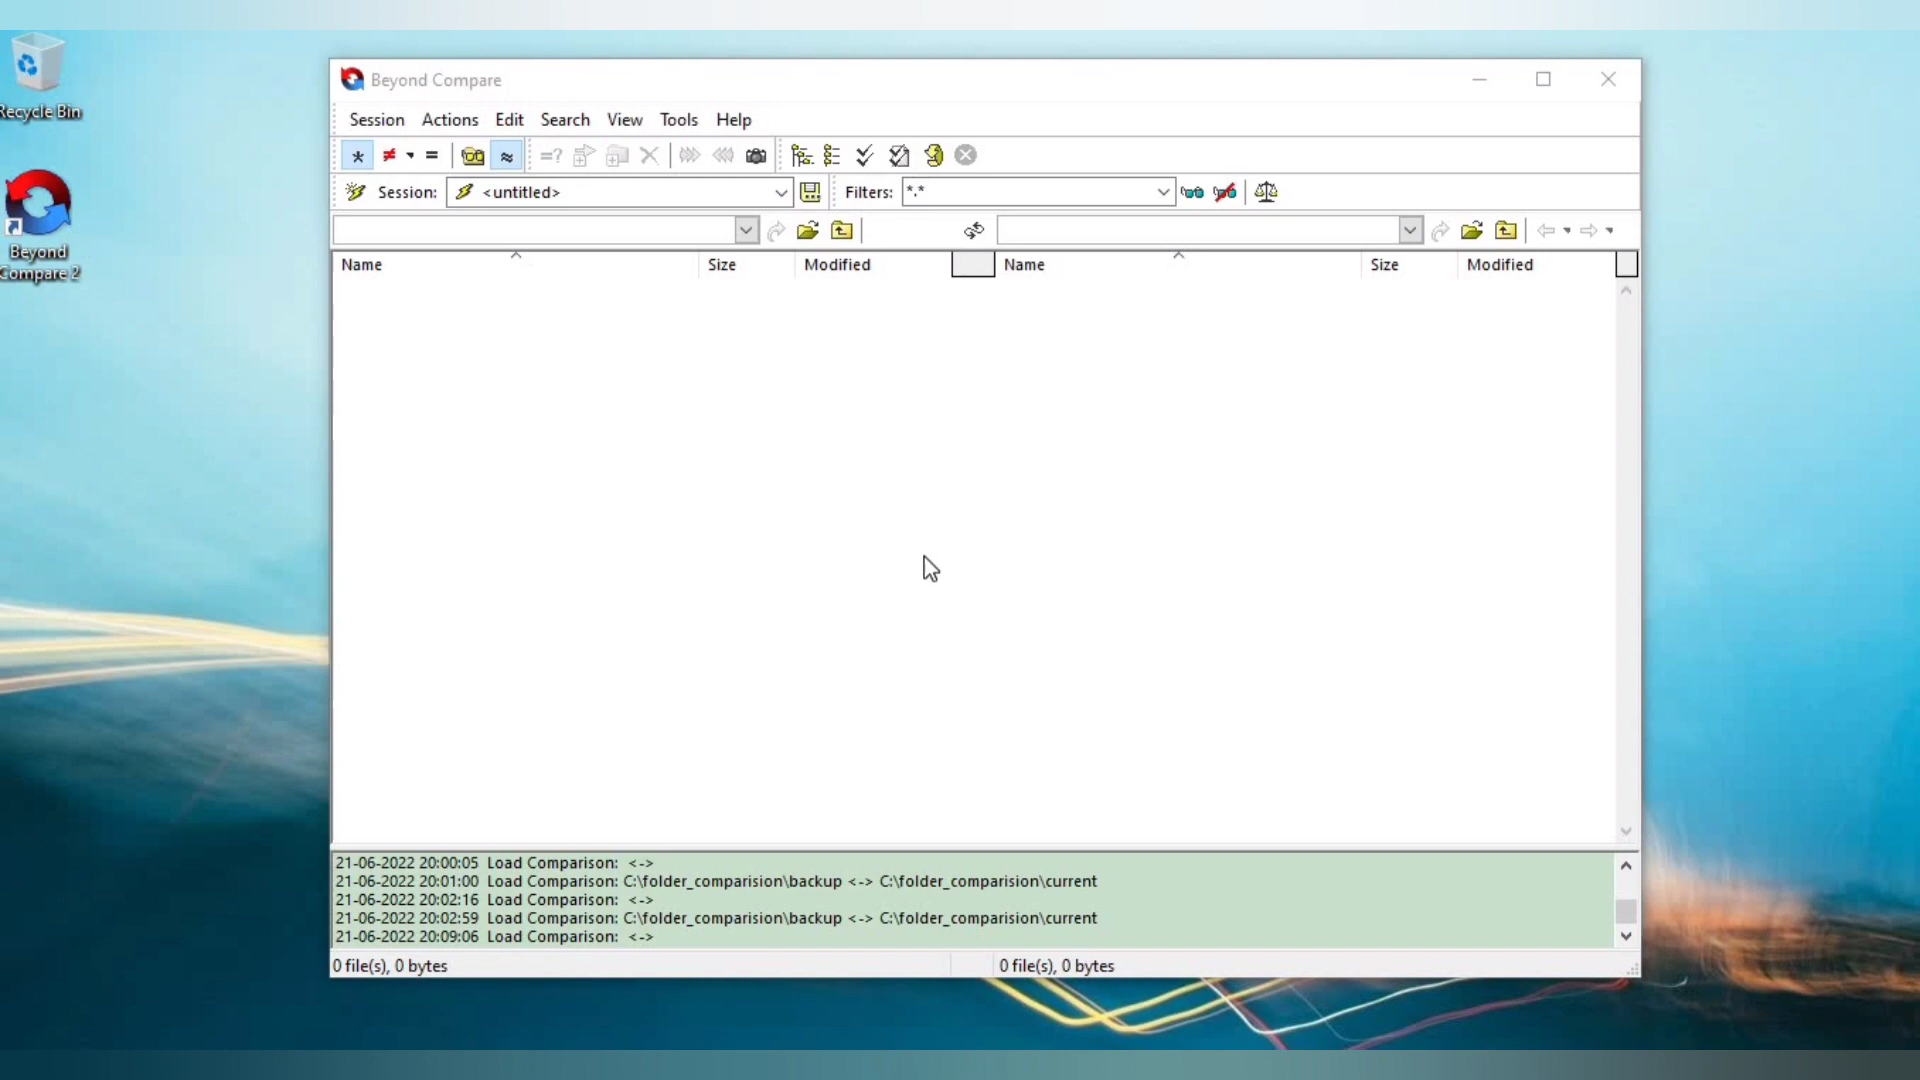 Recycle Bin
Beyond
Compare 2
Beyond Compare
Session Actions Edit Search View Tools Help
Session: <untitled> Filters: *.*
Name Size Modified Name Size Modified
21-06-2022 20:00:05 Load Comparison: <->
21-06-2022 20:01:00 Load Comparison: C:\folder_comparision\backup <-> C:\folder_comparision\current
21-06-2022 20:02:16 Load Comparison: <->
21-06-2022 20:02:59 Load Comparison: C:\folder_comparision\backup <-> C:\folder_comparision\current
21-06-2022 20:09:06 Load Comparison: <->
0 file(s), 0 bytes 0 file(s), 0 bytes